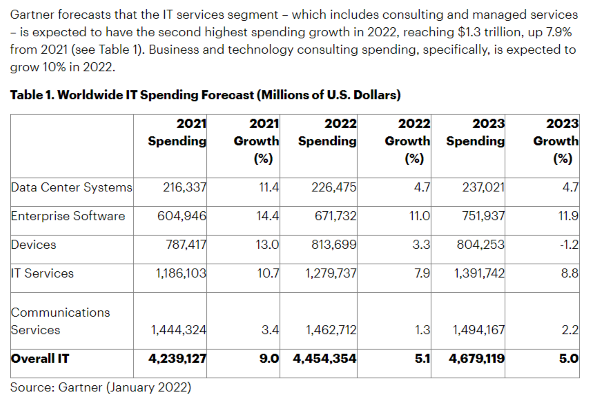 Gartner forecasts that the IT services segment – which includes consulting and managed services
– is expected to have the second highest spending growth in 2022, reaching $1.3 trillion, up 7.9%
from 2021 (see Table 1). Business and technology consulting spending, specifically, is expected to
grow 10% in 2022.
Table 1. Worldwide IT Spending Forecast (Millions of U.S. Dollars)
2021 2021 2022 2022 2023 2023
Spending Growth Spending Growth Spending Growth
(%) (%) (%)
Data Center Systems 216,337 11.4 226,475 4.7 237,021 4.7
Enterprise Software 604,946 14.4 671,732 11.0 751,937 11.9
Devices 787,417 13.0 813,699 3.3 804,253 -1.2
IT Services 1,186,103 10.7 1,279,737 7.9 1,391,742 8.8
Communications
Services 1,444,324 3.4 1,462,712 1.3 1,494,167 2.2
Overall IT 4,239,127 9.0 4,454,354 5.1 4,679,119 5.0
Source: Gartner (January 2022)